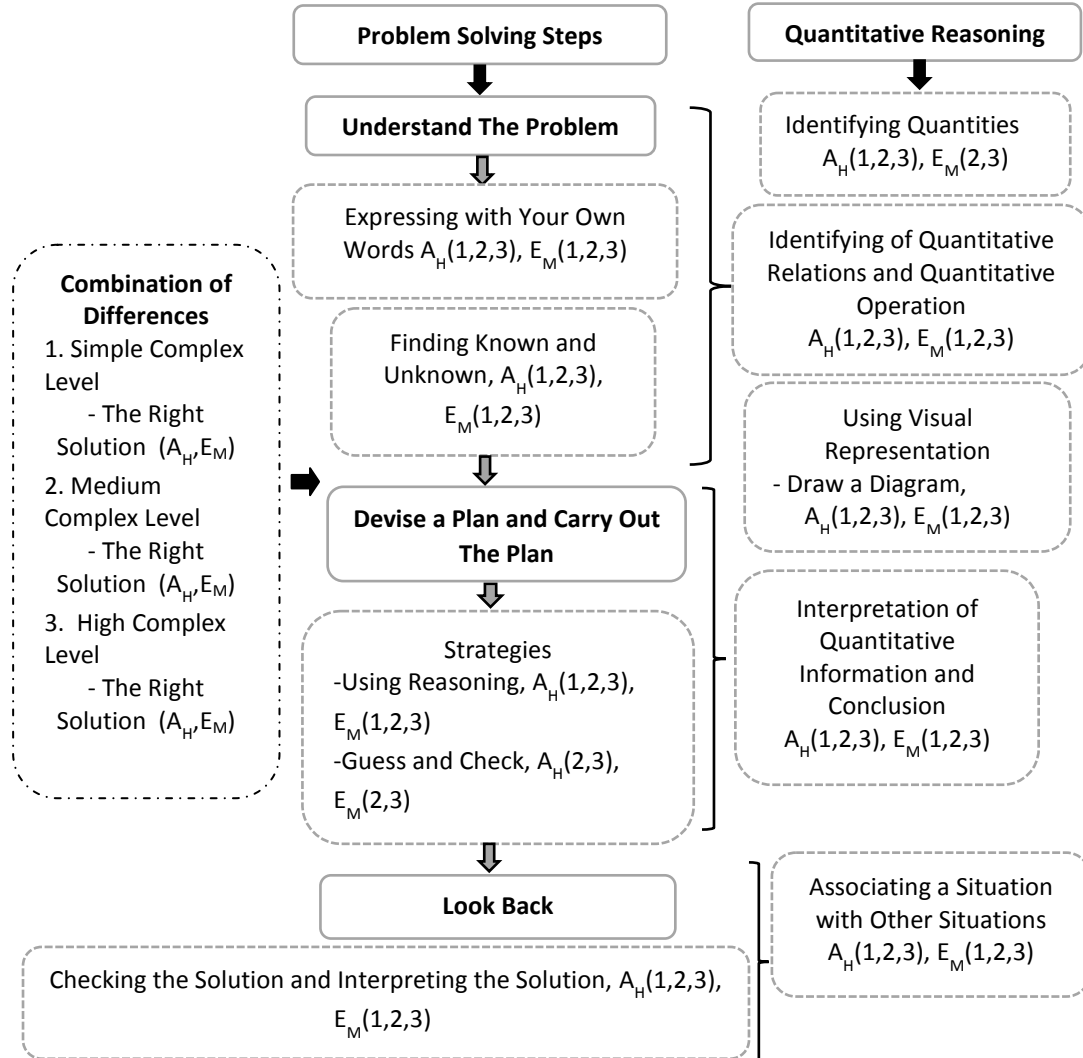 Problem Solving Steps
Understand The Problem
Expressing with Your Own
Words A_H(1,2,3), E_M(1,2,3)
Finding Known and
Unknown, A_H(1,2,3),
E_M(1,2,3)
Combination of
Differences
1. Simple Complex
Level
- The Right
Solution (A_H,E_M)
2. Medium
Complex Level
- The Right
Solution (A_H,E_M)
3. High Complex
Level
- The Right
Solution (A_H,E_M)
Devise a Plan and Carry Out
The Plan
Strategies
-Using Reasoning, A_H(1,2,3),
E_M(1,2,3)
-Guess and Check, A_H(2,3),
E_M(2,3)
Look Back
Checking the Solution and Interpreting the Solution, A_H(1,2,3),
E_M(1,2,3)
Quantitative Reasoning
Identifying Quantities
A_H(1,2,3), E_M(2,3)
Identifying of Quantitative
Relations and Quantitative
Operation
A_H(1,2,3), E_M(1,2,3)
Using Visual
Representation
- Draw a Diagram,
A_H(1,2,3), E_M(1,2,3)
Interpretation of
Quantitative
Information and
Conclusion
A_H(1,2,3), E_M(1,2,3)
Associating a Situation
with Other Situations
A_H(1,2,3), E_M(1,2,3)